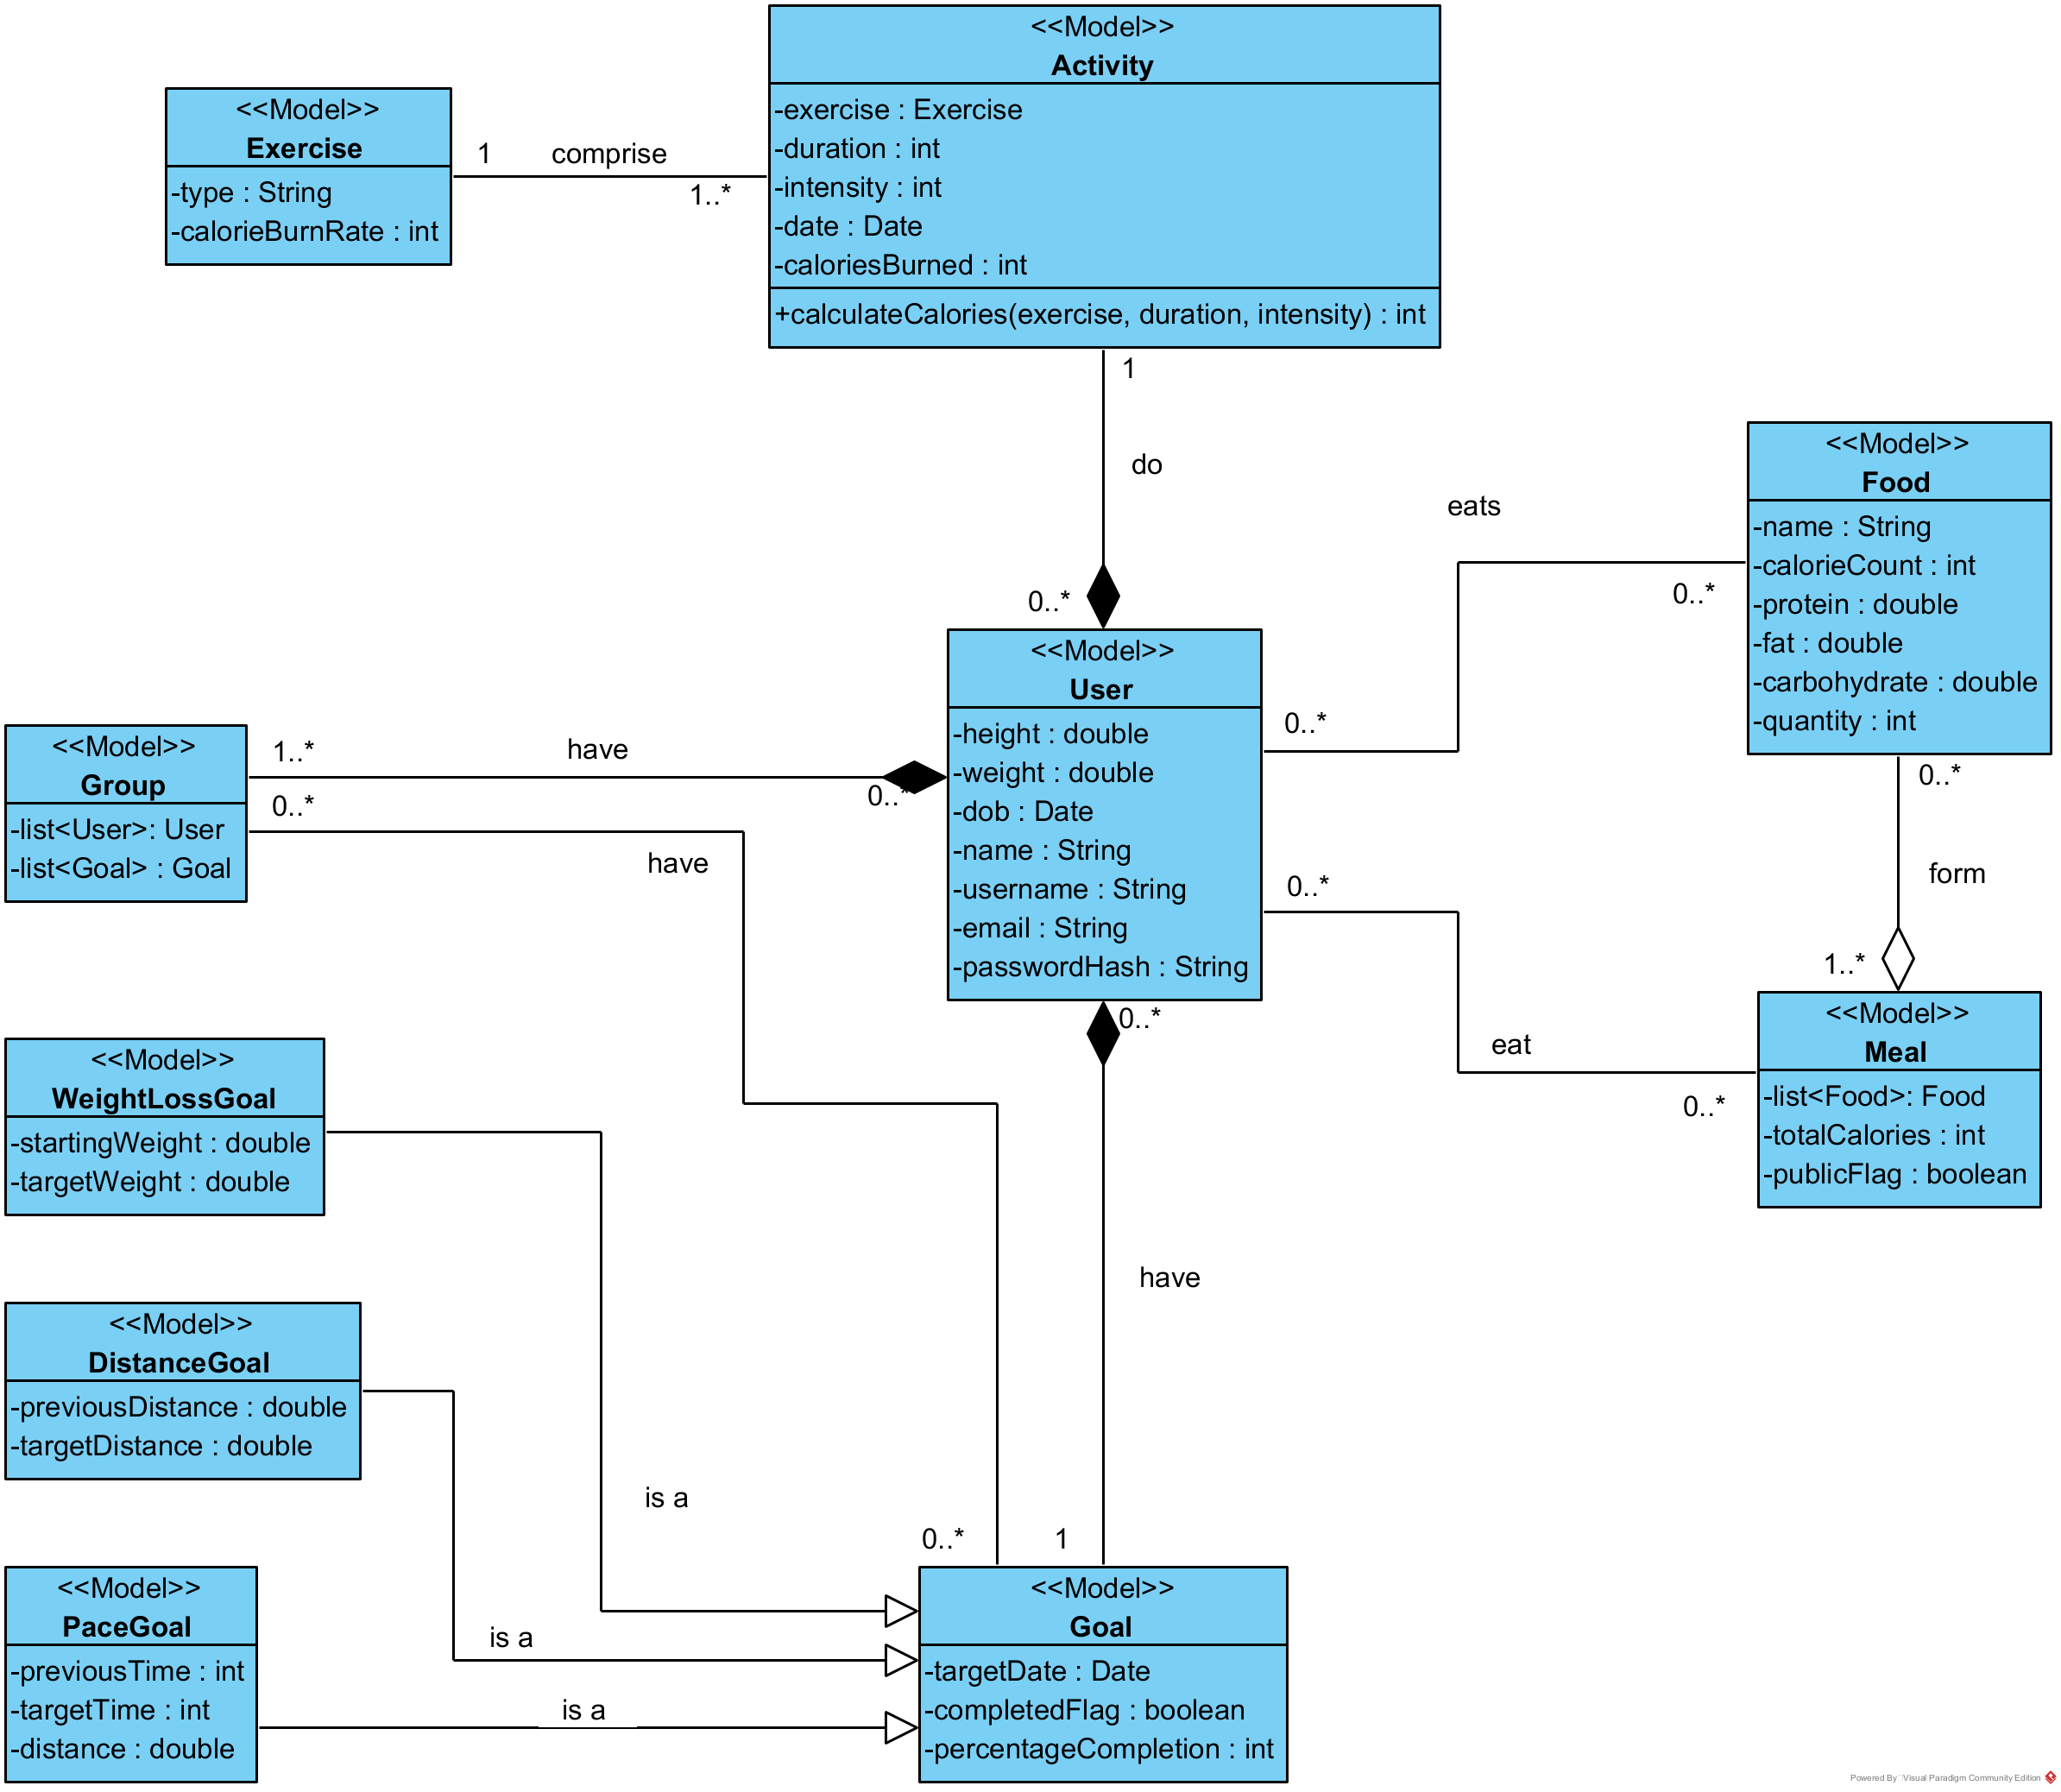 <<Model>>
Activity
-exercise : Exercise
-duration : int
-intensity : int
-date : Date
-caloriesBurned : int
+calculateCalories(exercise, duration, intensity) : int
<<Model>>
Exercise
-type : String
-calorieBurnRate : int
1
comprise
1..*
1
do
0..*
<<Model>>
Food
-name : String
-calorieCount : int
-protein : double
-fat : double
-carbohydrate : double
-quantity : int
eats
0..*
0..*
<<Model>>
User
-height : double
-weight : double
-dob : Date
-name : String
-username : String
-email : String
-passwordHash : String
<<Model>>
Group
-list<User>: User
-list<Goal> : Goal
1..*
have
0..*
0..*
have
0..*
form
1..*
0..*
eat
0..*
<<Model>>
Meal
-list<Food>: Food
-totalCalories : int
-publicFlag : boolean
0..*
have
1
0..*
<<Model>>
WeightLossGoal
-startingWeight : double
-targetWeight : double
is a
<<Model>>
DistanceGoal
-previousDistance : double
-targetDistance : double
is a
<<Model>>
PaceGoal
-previousTime : int
-targetTime : int
-distance : double
is a
<<Model>>
Goal
-targetDate : Date
-completedFlag : boolean
-percentageCompletion : int
Powered By Visual Paradigm Community Edition